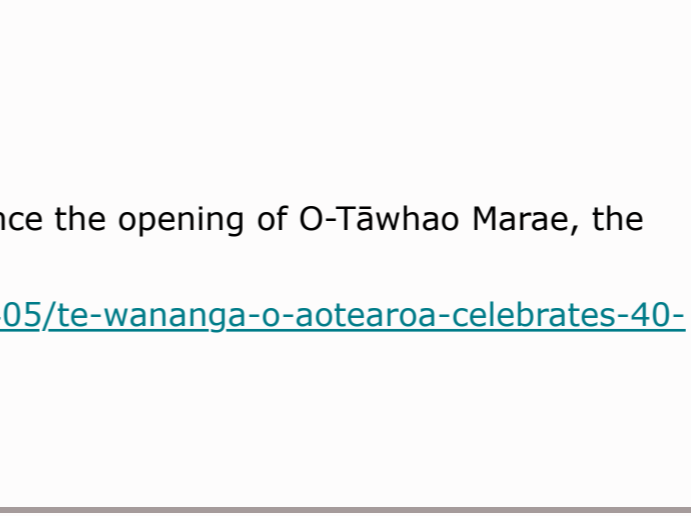 nce the opening of O-Tāwhao Marae, the
-05/te-wananga-o-aotearoa-celebrates-40-